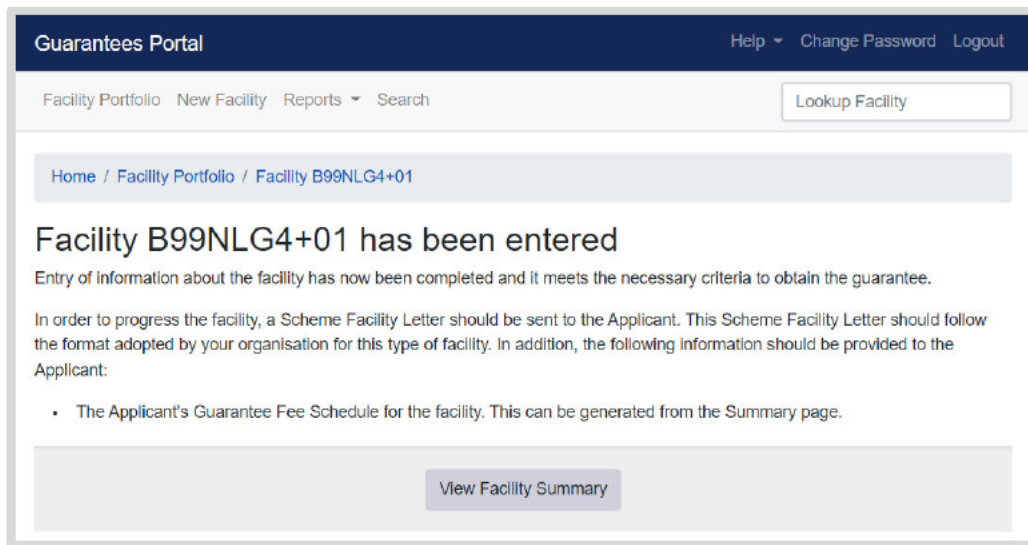 Guarantees Portal
Help Change Password Logout
Facility Portfolio New Facility Reports Search
Lookup Facility
Home / Facility Portfolio / Facility B99NLG4+01
Facility B99NLG4+01 has been entered
Entry of information about the facility has now been completed and it meets the necessary criteria to obtain the guarantee.
In order to progress the facility, a Scheme Facility Letter should be sent to the Applicant. This Scheme Facility Letter should follow
the format adopted by your organisation for this type of facility. In addition, the following information should be provided to the
Applicant:
• The Applicant's Guarantee Fee Schedule for the facility. This can be generated from the Summary page.
View Facility Summary